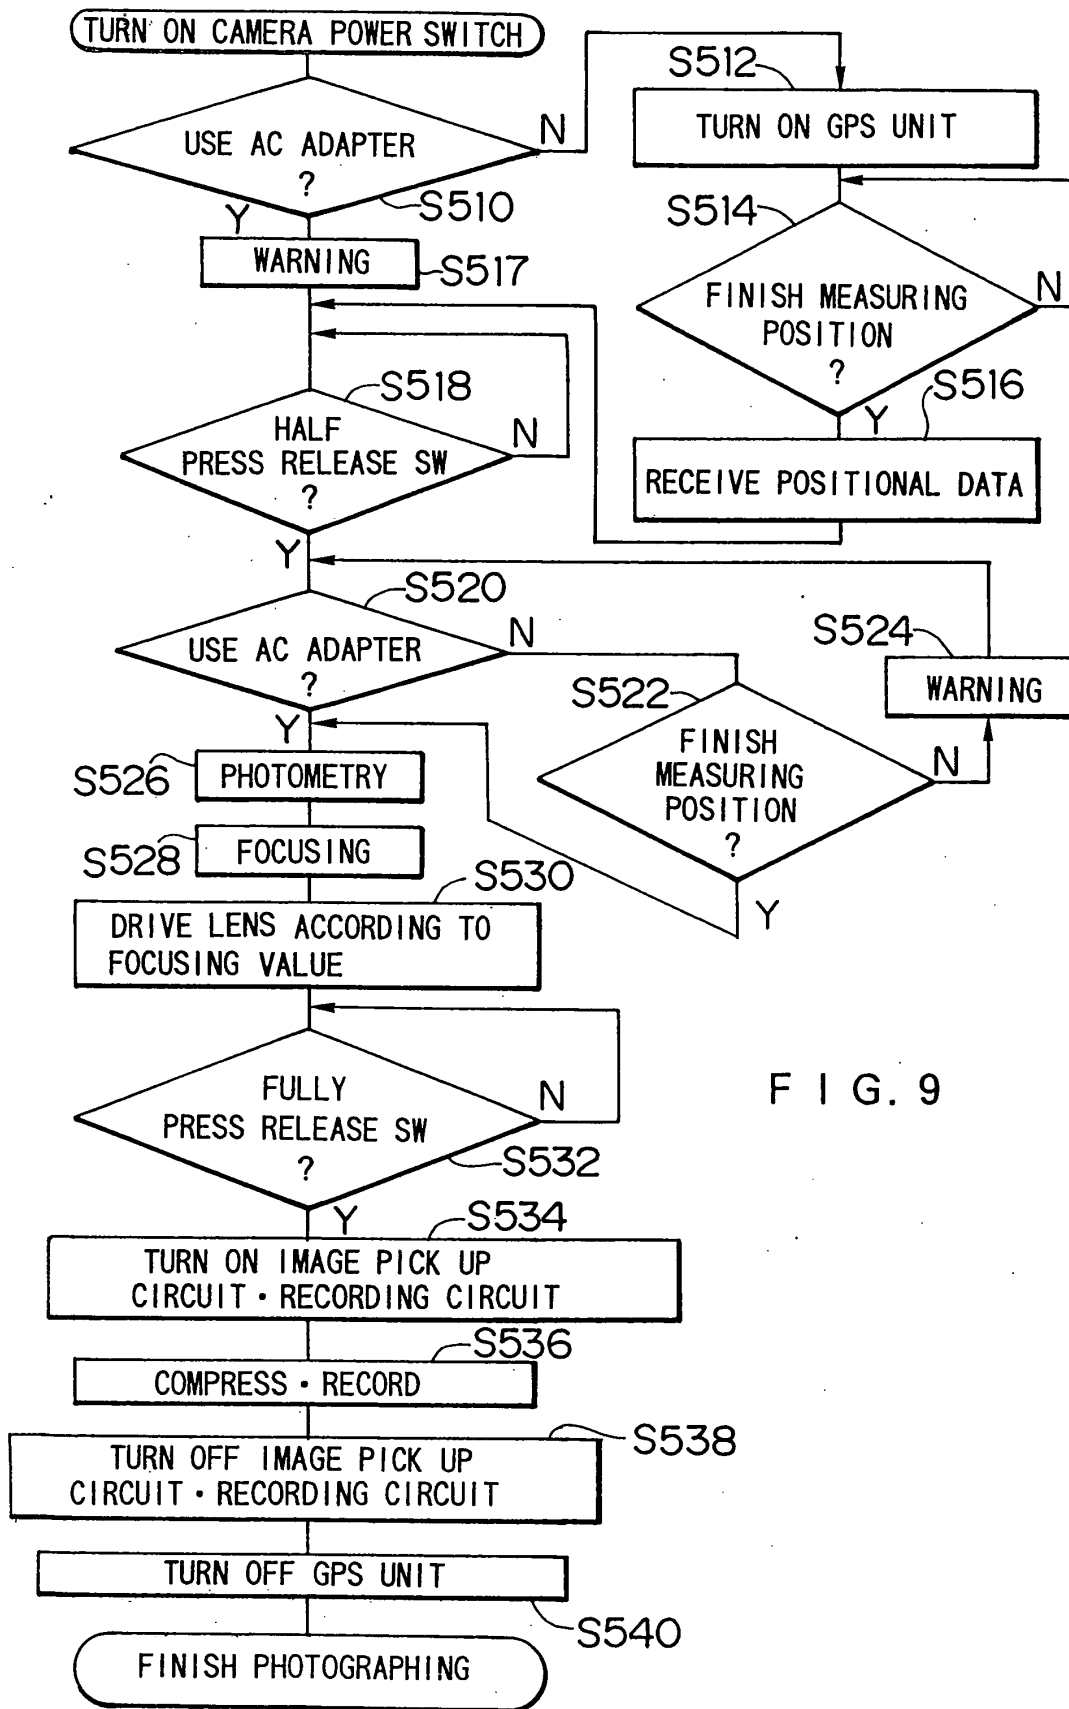 TURN ON CAMERA POWER SWITCH
USE AC ADAPTER
?
N
S510
Y
WARNING
S517
S512
TURN ON GPS UNIT
S514
FINISH MEASURING
POSITION
?
N
Y
S516
RECEIVE POSITIONAL DATA
S518
HALF
PRESS RELEASE SW
?
N
Y
S520
USE AC ADAPTER
?
N
Y
S522
FINISH
MEASURING
POSITION
?
N
Y
S524
WARNING
S526
PHOTOMETRY
S528
FOCUSING
S530
DRIVE LENS ACCORDING TO
FOCUSING VALUE
FULLY
PRESS RELEASE SW
?
N
S532
Y
FIG. 9
S534
TURN ON IMAGE PICK UP
CIRCUIT・RECORDING CIRCUIT
S536
COMPRESS・RECORD
S538
TURN OFF IMAGE PICK UP
CIRCUIT・RECORDING CIRCUIT
TURN OFF GPS UNIT
S540
FINISH PHOTOGRAPHING